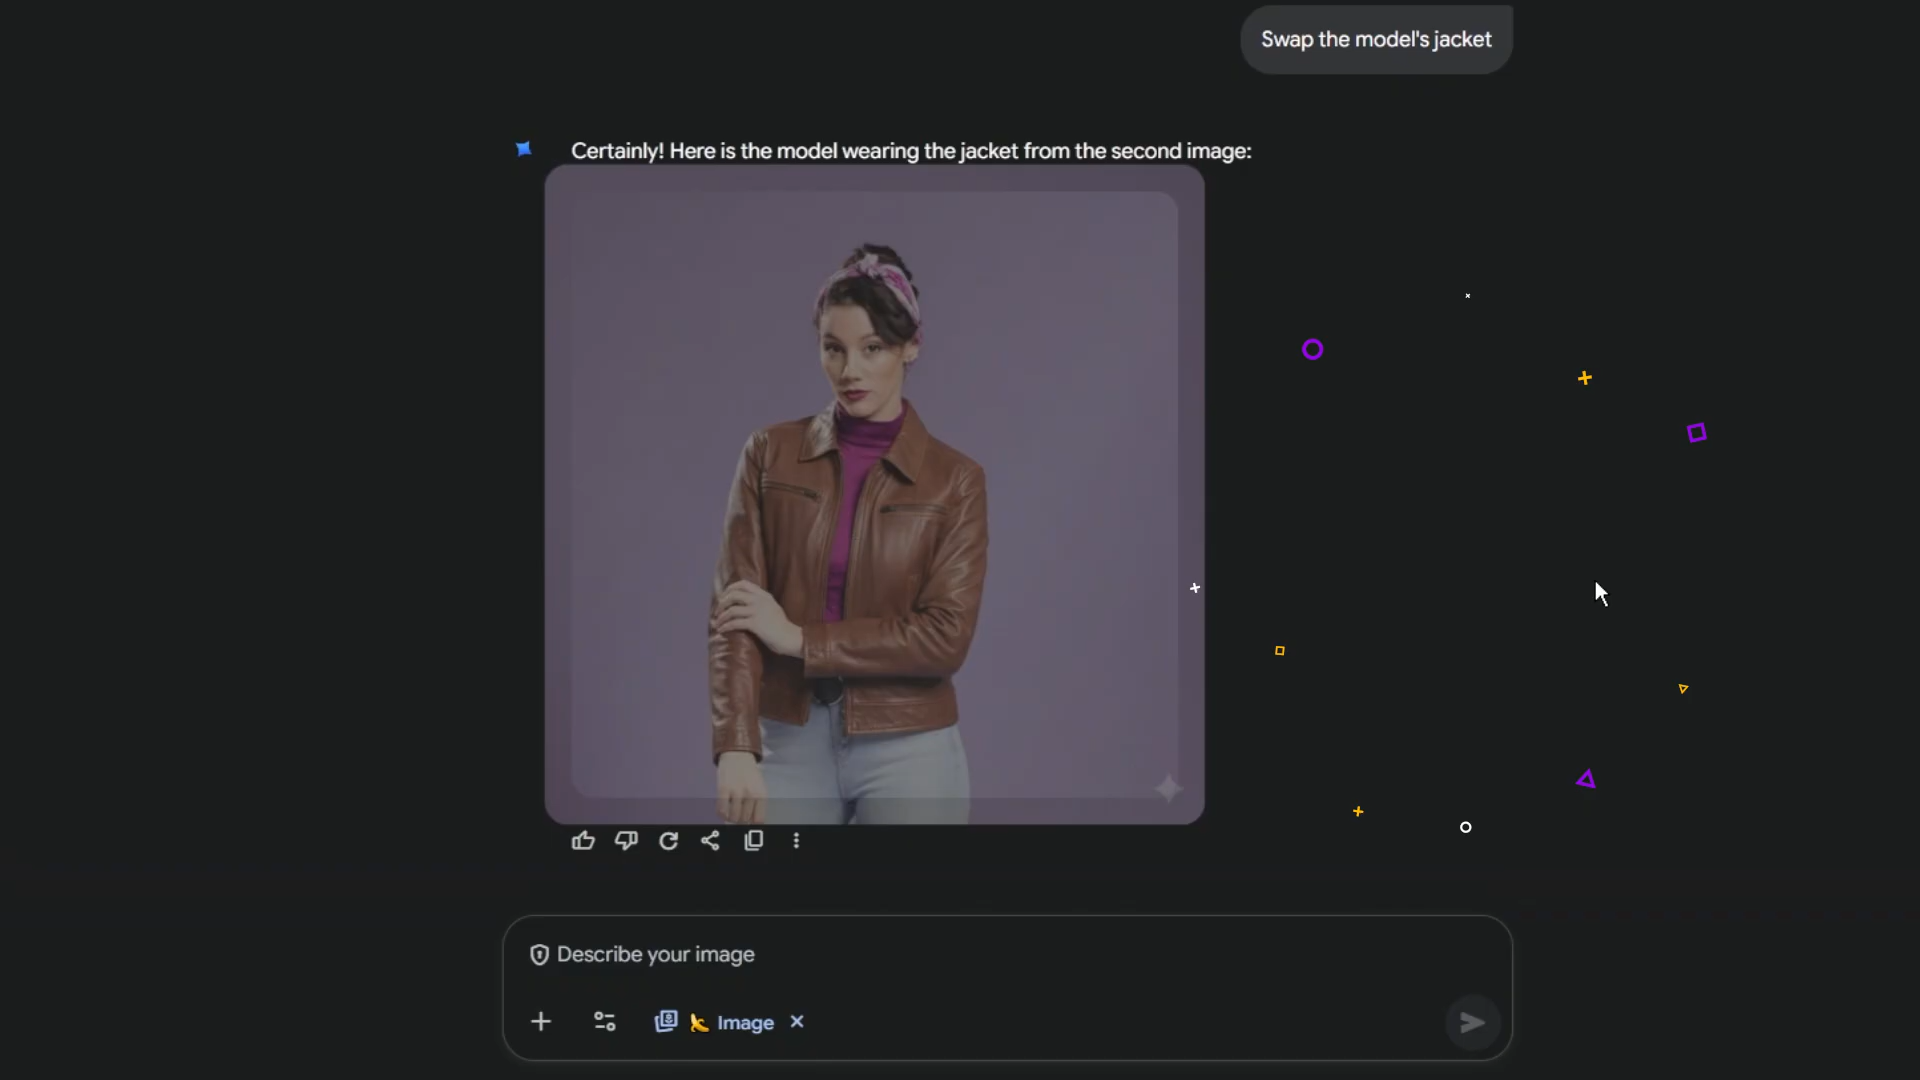 Swap the model's jacket
Certainly! Here is the model wearing the jacket from the second image:
Describe your image
Image